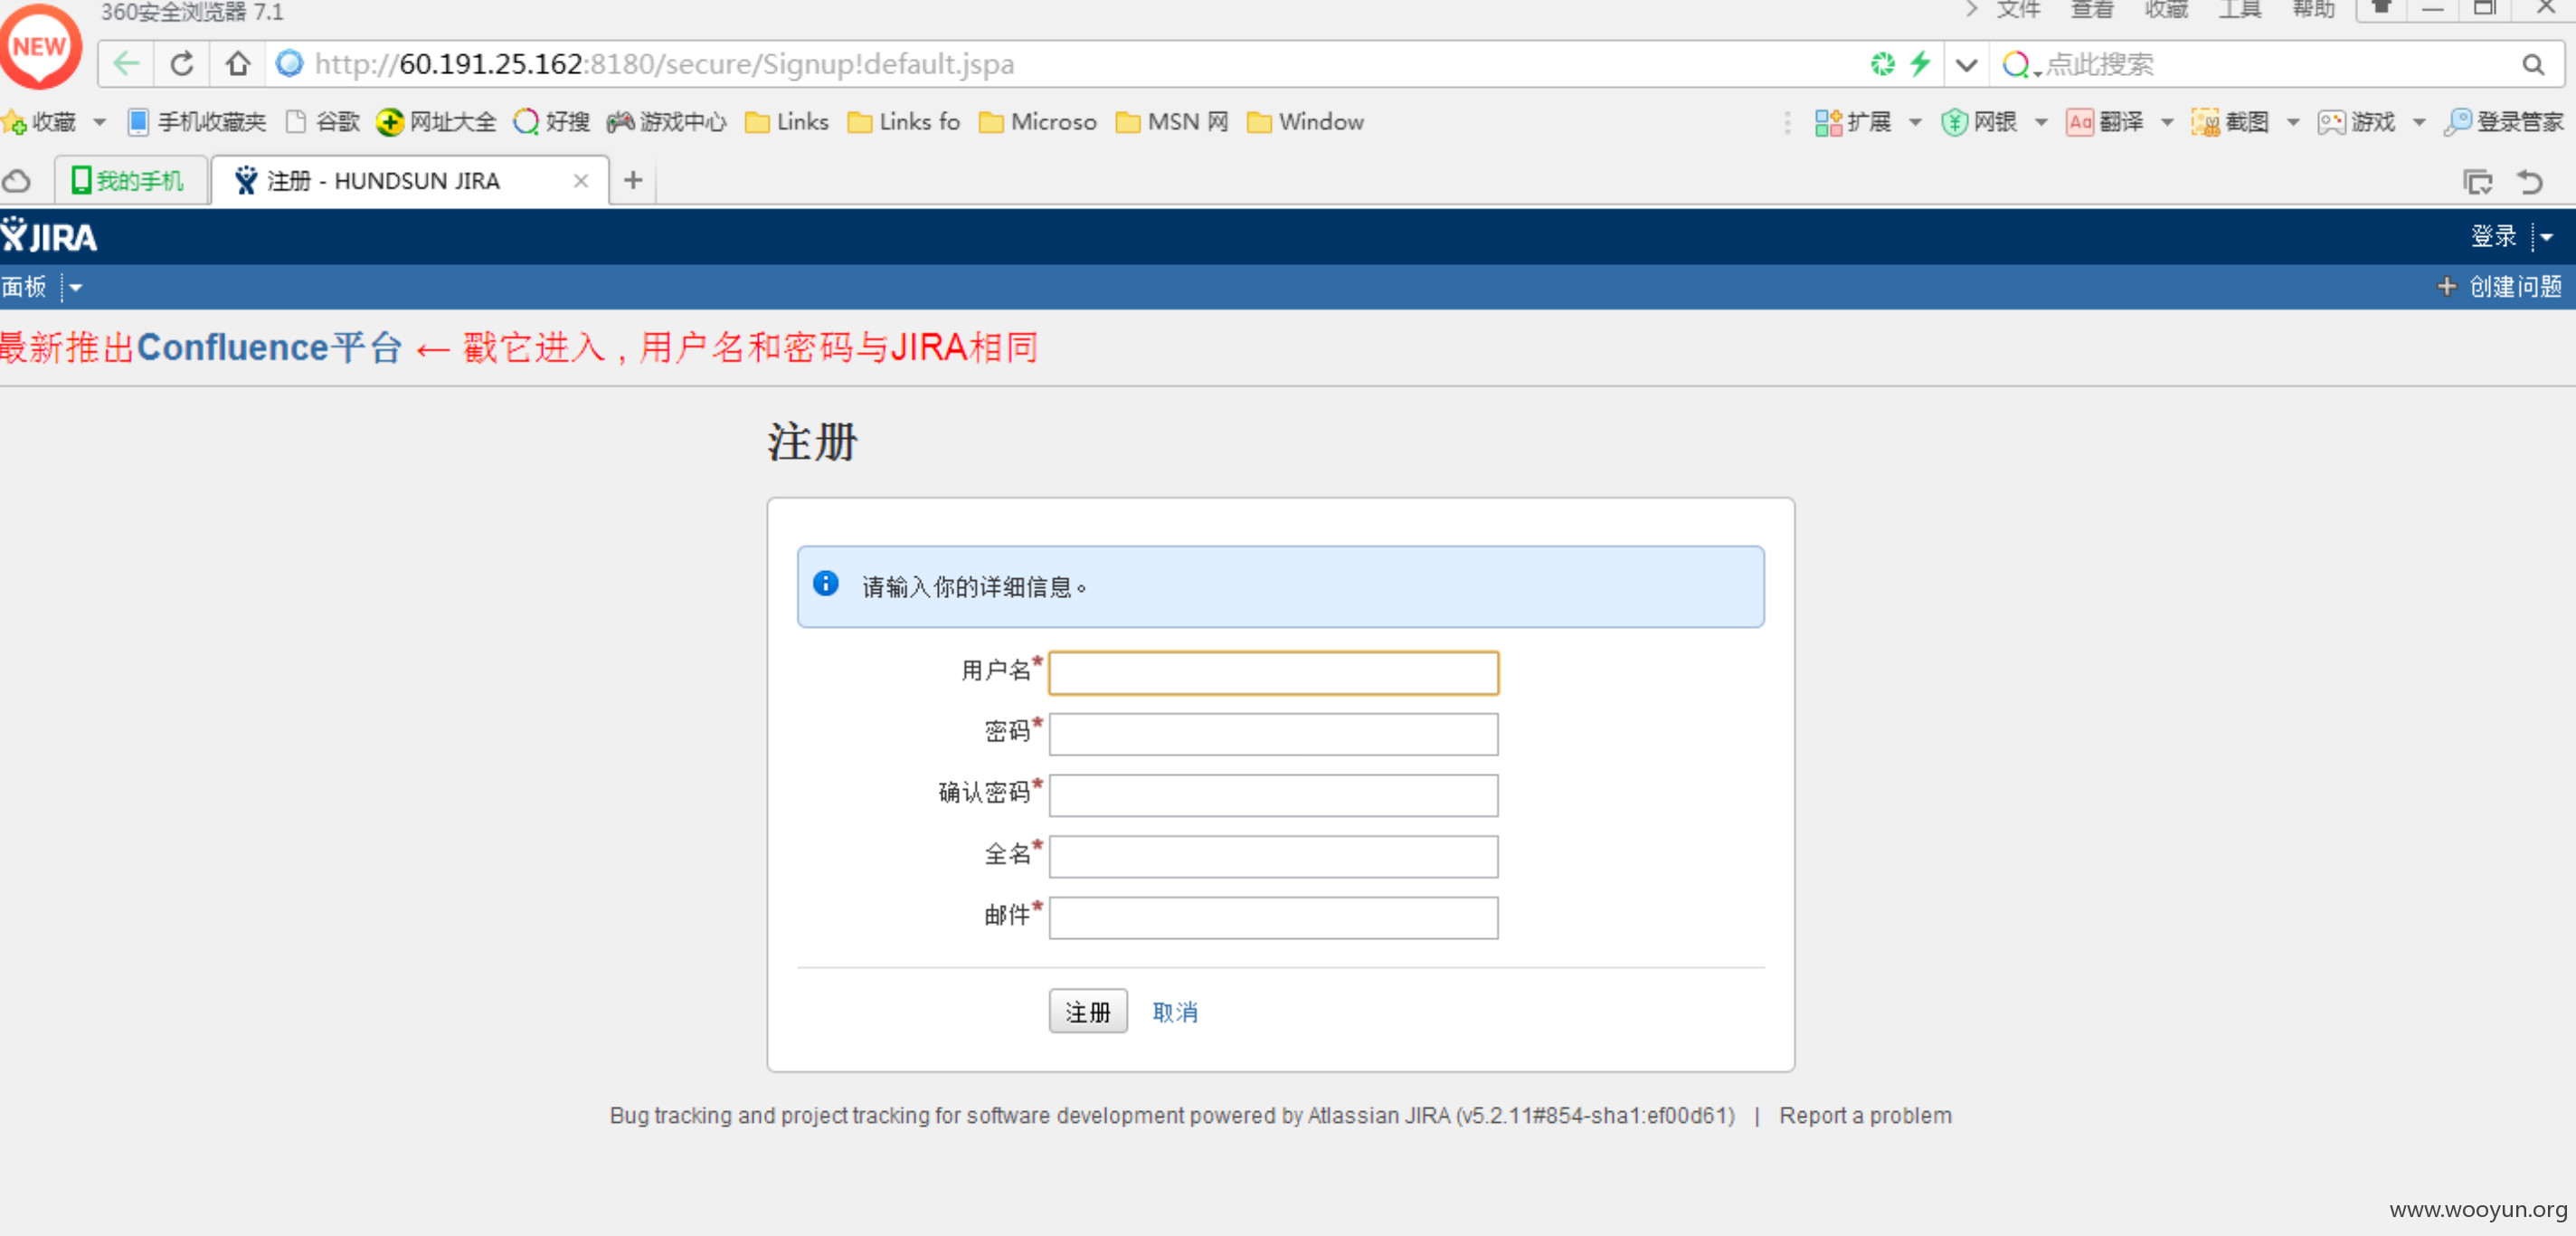 360安全浏览器 7.1
文件 查看 收藏 工具 帮助
NEW
http://60.191.25.162:8180/secure/Signup!default.jspa
点此搜索
收藏 手机收藏夹 谷歌 网址大全 好搜 游戏中心 Links Links fo Microso MSN 网 Window
扩展 网银 Aa 翻译 截图 游戏 登录管家
我的手机 注册 - HUNDSUN JIRA
JIRA
登录
面板
创建问题
最新推出Confluence平台 ← 戳它进入，用户名和密码与JIRA相同
注册
请输入你的详细信息。
用户名*
密码*
确认密码*
全名*
邮件*
注册 取消
Bug tracking and project tracking for software development powered by Atlassian JIRA (v5.2.11#854-sha1:ef00d61) | Report a problem
www.wooyun.org